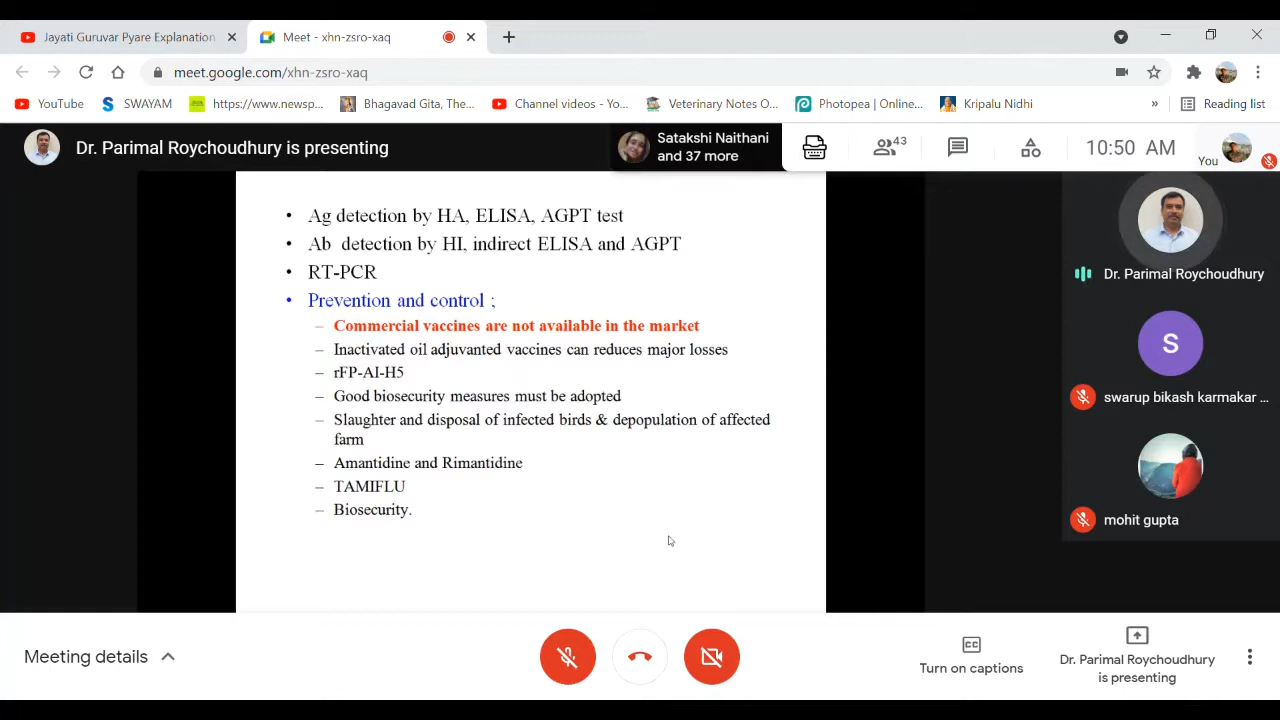 Jayati Guruvar Pyare Explanation
Meet - xhn-zsro-xaq
meet.google.com/xhn-zsro-xaq
YouTube
SWAYAM
https://www.newsp...
Bhagavad Gita, The...
Channel videos - Yo...
Veterinary Notes O...
Photopea | Online...
Kripalu Nidhi
»
Reading list
Dr. Parimal Roychoudhury is presenting
Satakshi Naithani
and 37 more
43
10:50 AM
You
• Ag detection by HA, ELISA, AGPT test
• Ab detection by HI, indirect ELISA and AGPT
• RT-PCR
• Prevention and control ;
– Commercial vaccines are not available in the market
– Inactivated oil adjuvanted vaccines can reduces major losses
– rFP-AI-H5
– Good biosecurity measures must be adopted
– Slaughter and disposal of infected birds & depopulation of affected
farm
– Amantidine and Rimantidine
– TAMIFLU
– Biosecurity.
Dr. Parimal Roychoudhury
S
swarup bikash karmakar ...
mohit gupta
Meeting details
CC
Turn on captions
Dr. Parimal Roychoudhury
is presenting